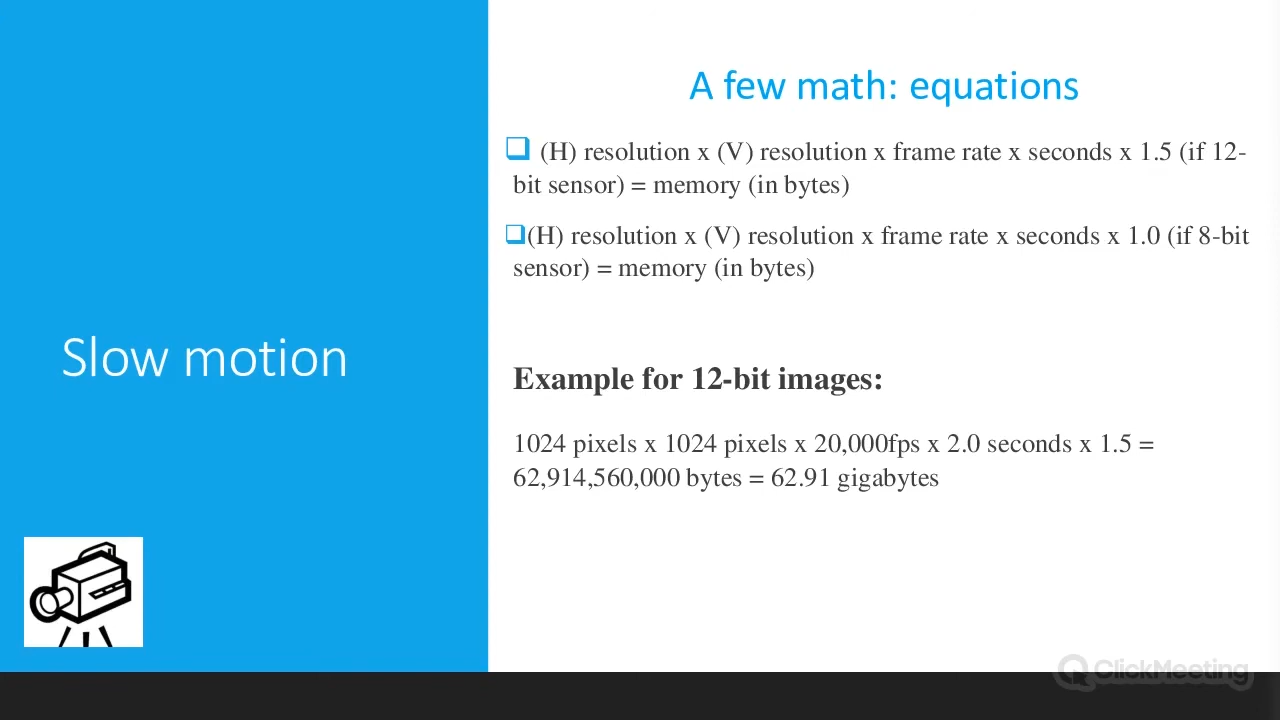 A few math: equations
(H) resolution x (V) resolution x frame rate x seconds x 1.5 (if 12-
bit sensor) = memory (in bytes)
(H) resolution x (V) resolution x frame rate x seconds x 1.0 (if 8-bit
sensor) = memory (in bytes)
Slow motion
Example for 12-bit images:
1024 pixels x 1024 pixels x 20,000fps x 2.0 seconds x 1.5 =
62,914,560,000 bytes = 62.91 gigabytes
ClickMeeting